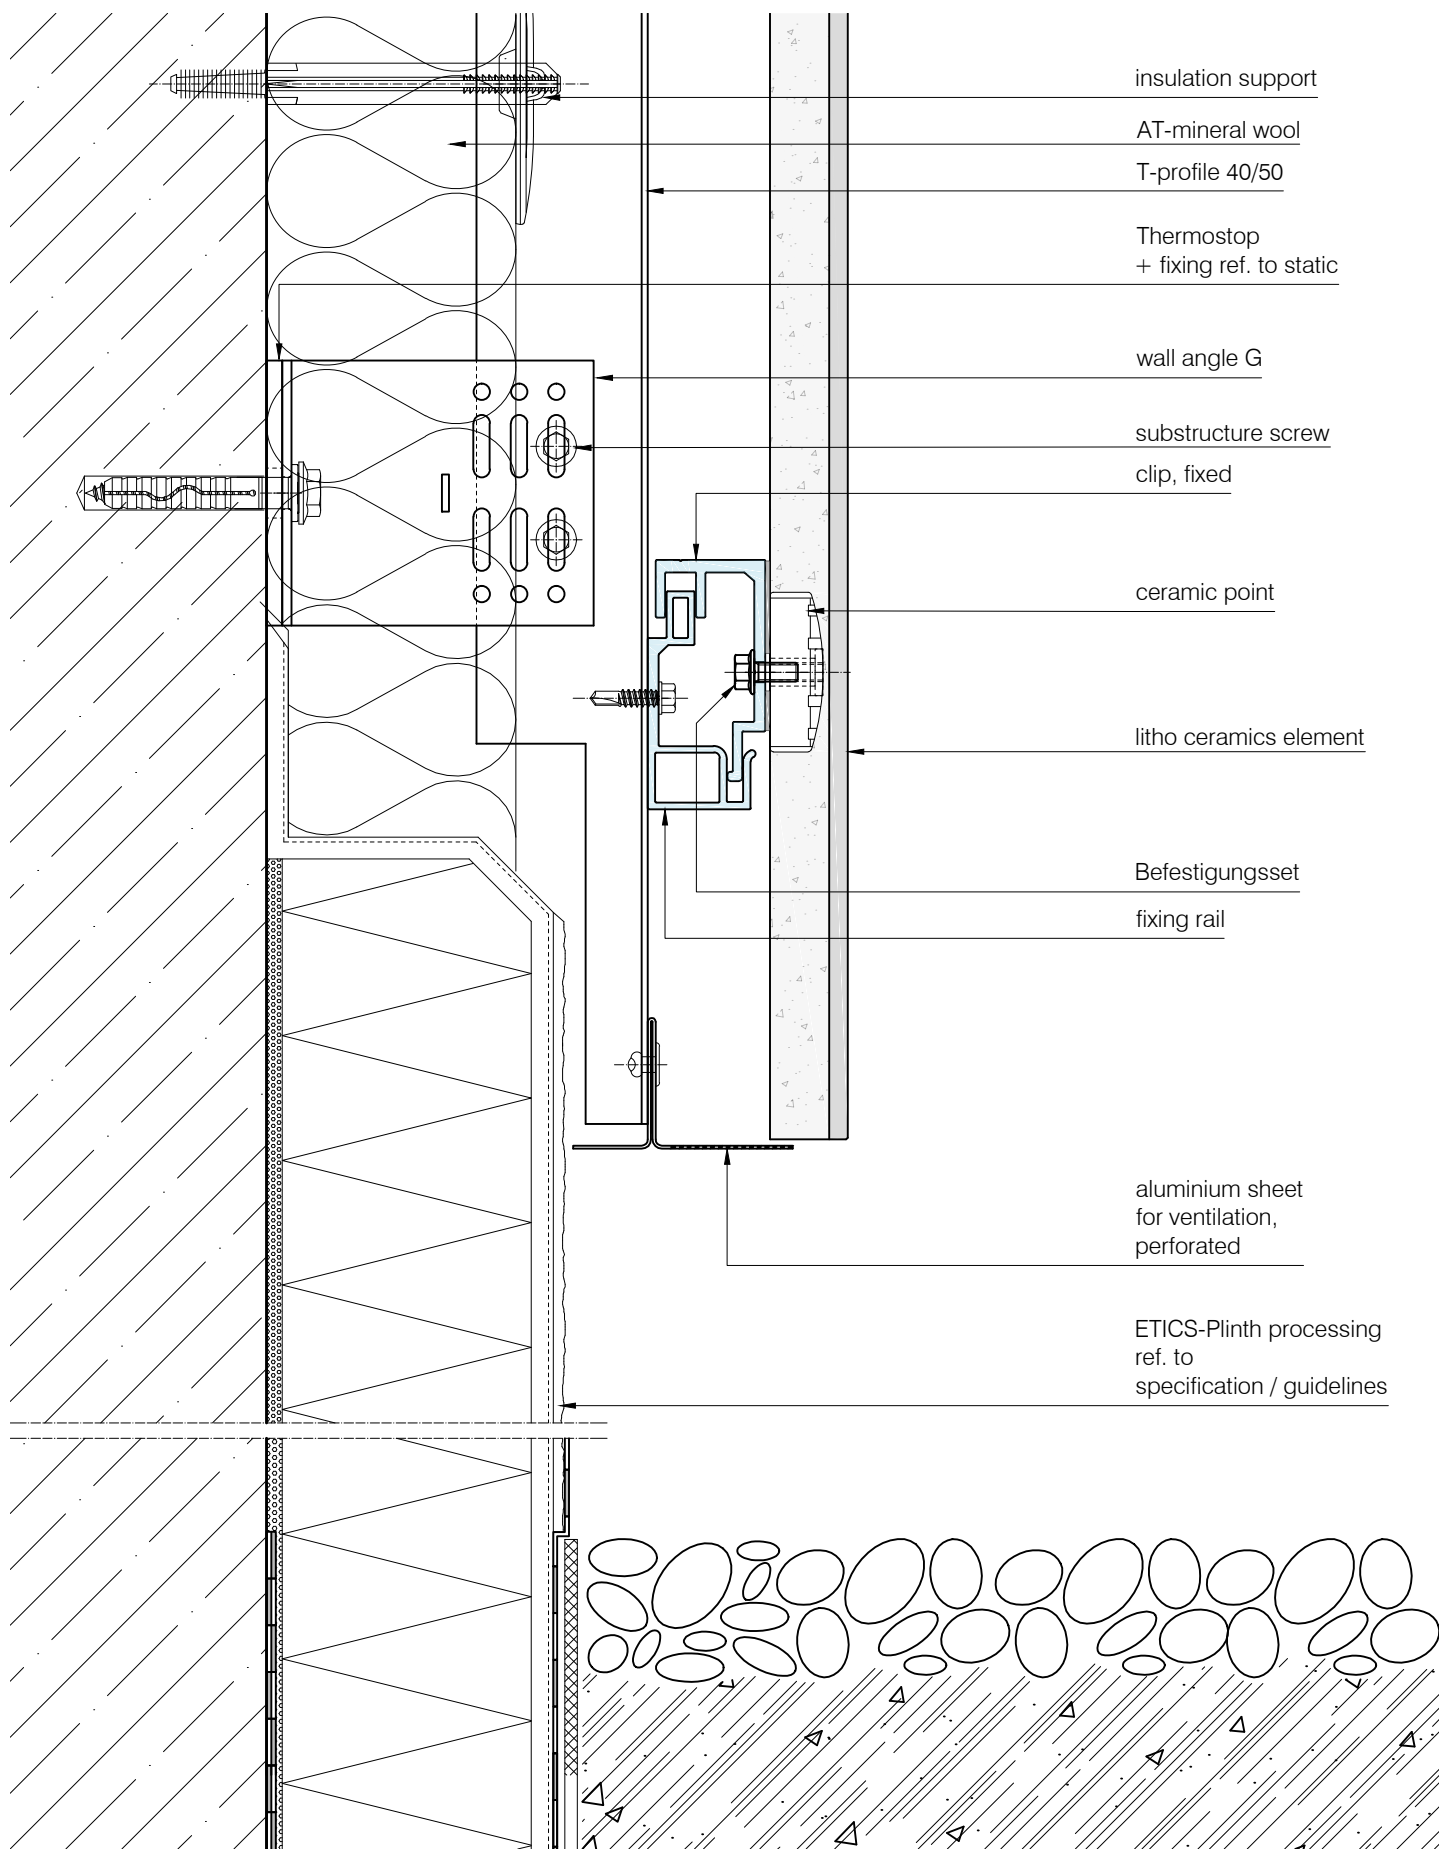 insulation support
AT-mineral wool
T-profile 40/50
Thermostop
+ fixing ref. to static
wall angle G
substructure screw
clip, fixed
ceramic point
litho ceramics element
Befestigungsset
fixing rail
aluminium sheet
for ventilation,
perforated
ETICS-Plinth processing
ref. to
specification / guidelines